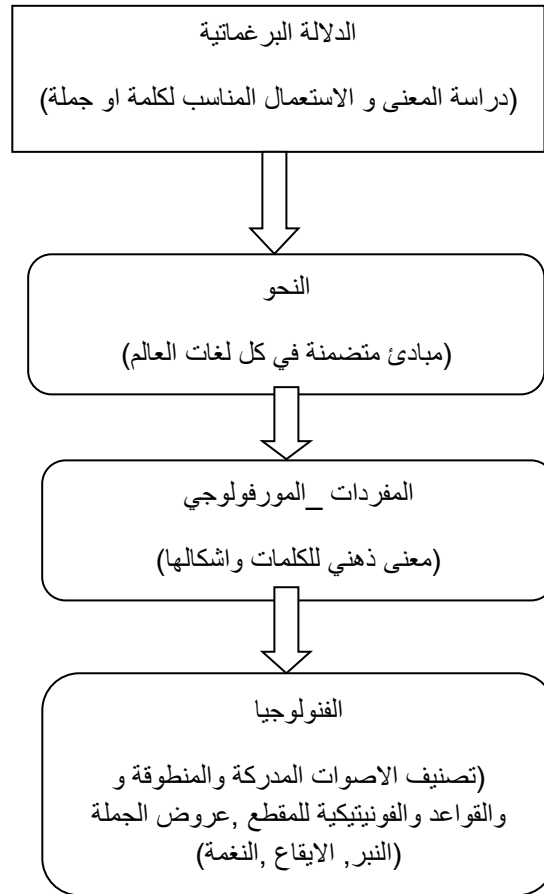 الدلالة البرغماتية
(دراسة المعنى و الاستعمال المناسب لكلمة او جملة)
النحو
(مبادئ متضمنة في كل لغات العالم)
المفردات _المورفولوجي
(معنى ذهني للكلمات واشكالها)
الفنولوجيا
(تصنيف الاصوات المدركة والمنطوقة و
والقواعد والفونيتيكية للمقطع ,عروض الجملة
(النبر, الايقاع ,النغمة)